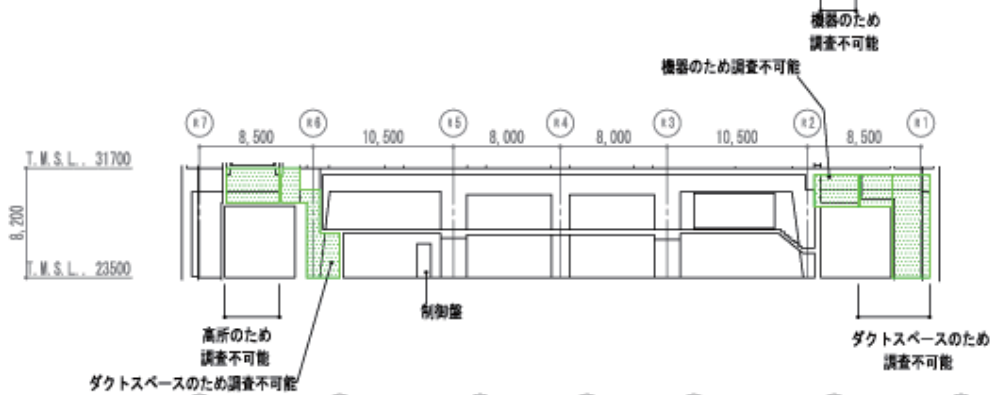 機器のため
調査不可能
機器のため調査不可能
R7 R6 R5 R4 R3 R2 R1
8,500 10,500 8,000 8,000 10,500 8,500
T.M.S.L.. 31700
8,200
T.M.S.L.. 23500
制御盤
高所のため
調査不可能
ダクトスペースのため
調査不可能
ダクトスペースのため調査不可能